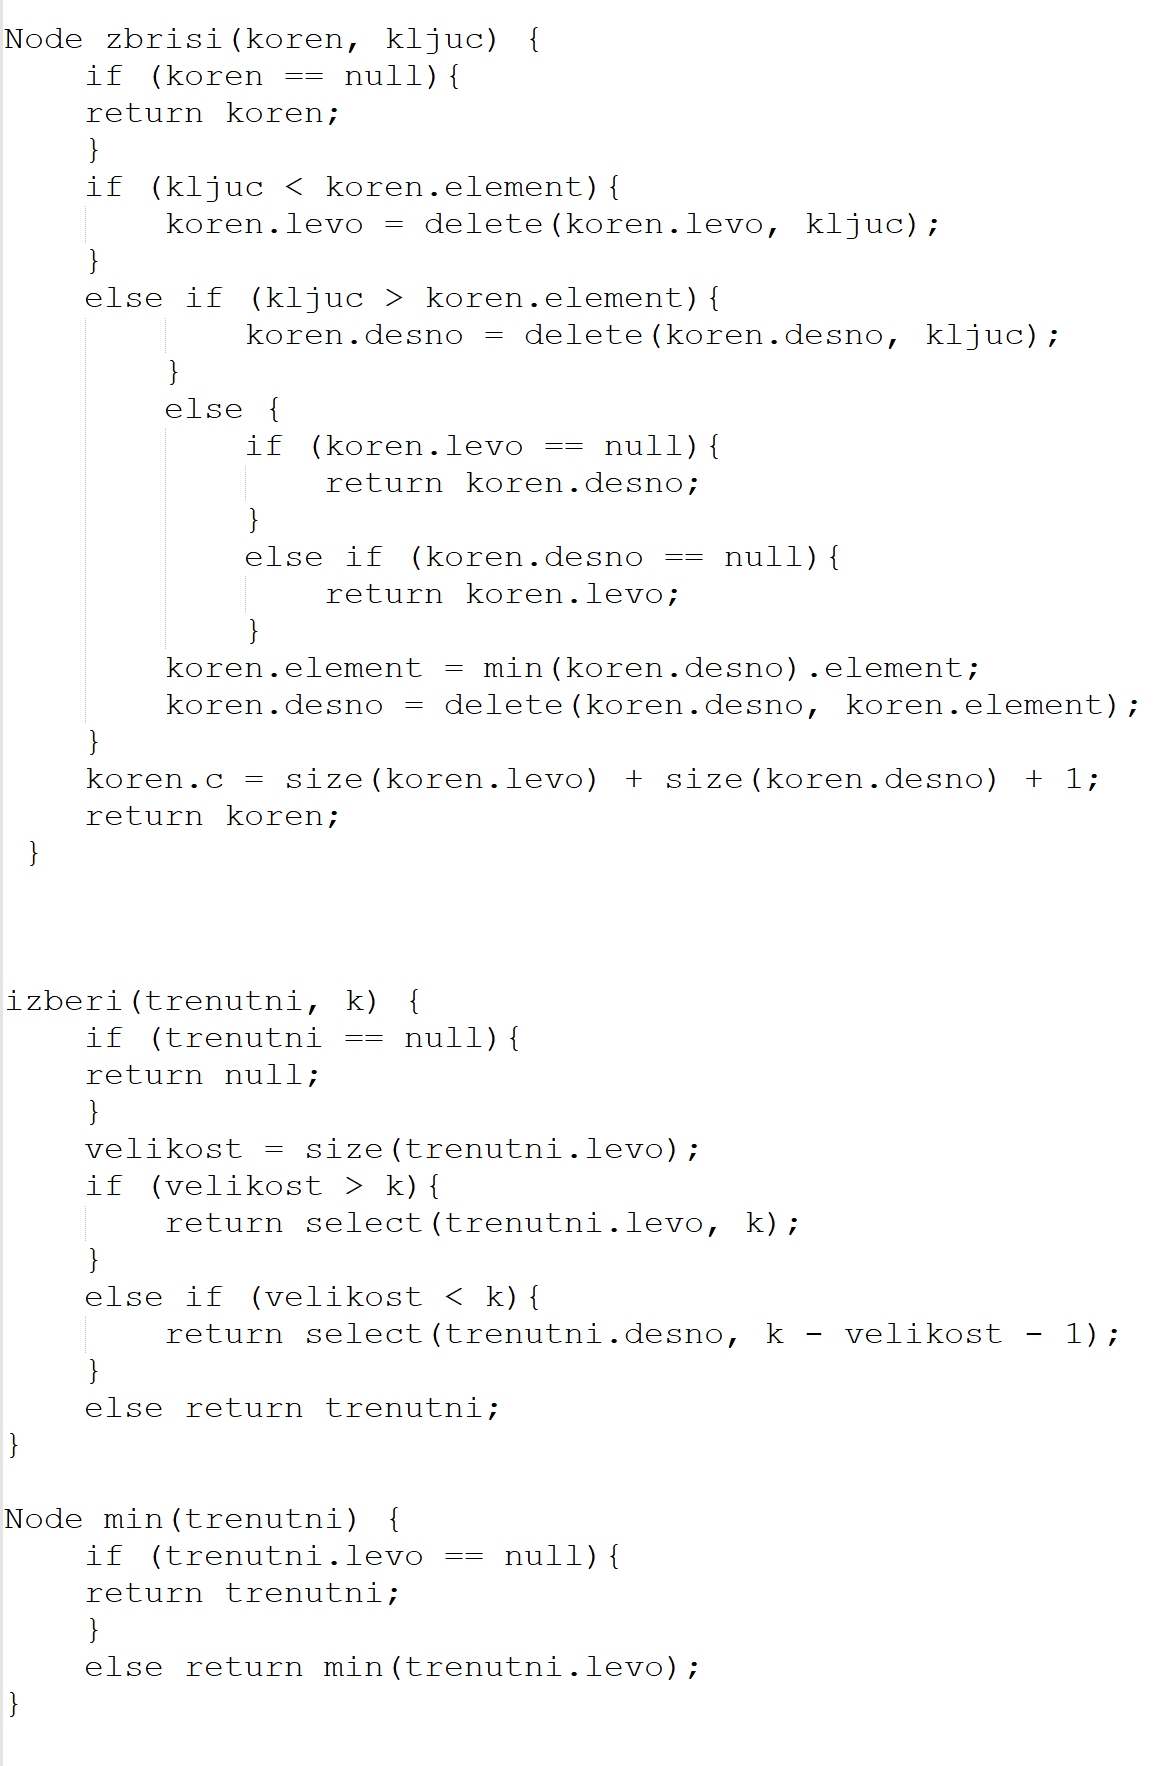 Node zbrisi(koren, kljuc) {
    if (koren == null){
    return koren;
    }
    if (kljuc < koren.element){
        koren.levo = delete(koren.levo, kljuc);
    }
    else if (kljuc > koren.element){
            koren.desno = delete(koren.desno, kljuc);
        }
        else {
            if (koren.levo == null){
                return koren.desno;
            }
            else if (koren.desno == null){
                return koren.levo;
            }
        koren.element = min(koren.desno).element;
        koren.desno = delete(koren.desno, koren.element);
    }
    koren.c = size(koren.levo) + size(koren.desno) + 1;
    return koren;
 }
izberi(trenutni, k) {
    if (trenutni == null){
    return null;
    }
    velikost = size(trenutni.levo);
    if (velikost > k){
        return select(trenutni.levo, k);
    }
    else if (velikost < k){
        return select(trenutni.desno, k - velikost - 1);
    }
    else return trenutni;
}
Node min(trenutni) {
    if (trenutni.levo == null){
    return trenutni;
    }
    else return min(trenutni.levo);
}